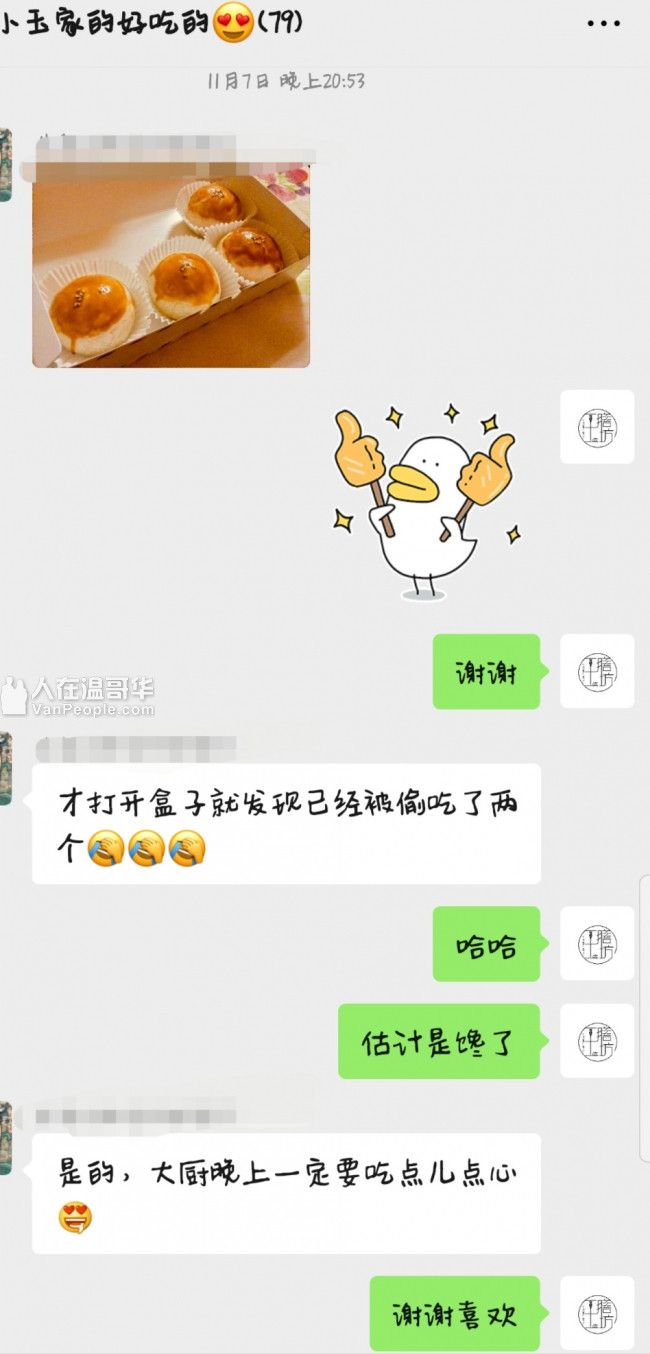 小玉家的好吃的😍(79)
11月7日 晚上20:53
谢谢
人在温哥华
VanPeople.com
才打开盒子就发现已经被偷吃了两
个🤦🤦🤦
哈哈
估计是馋了
是的，大厨晚上一定要吃点儿点心
🤤
谢谢喜欢